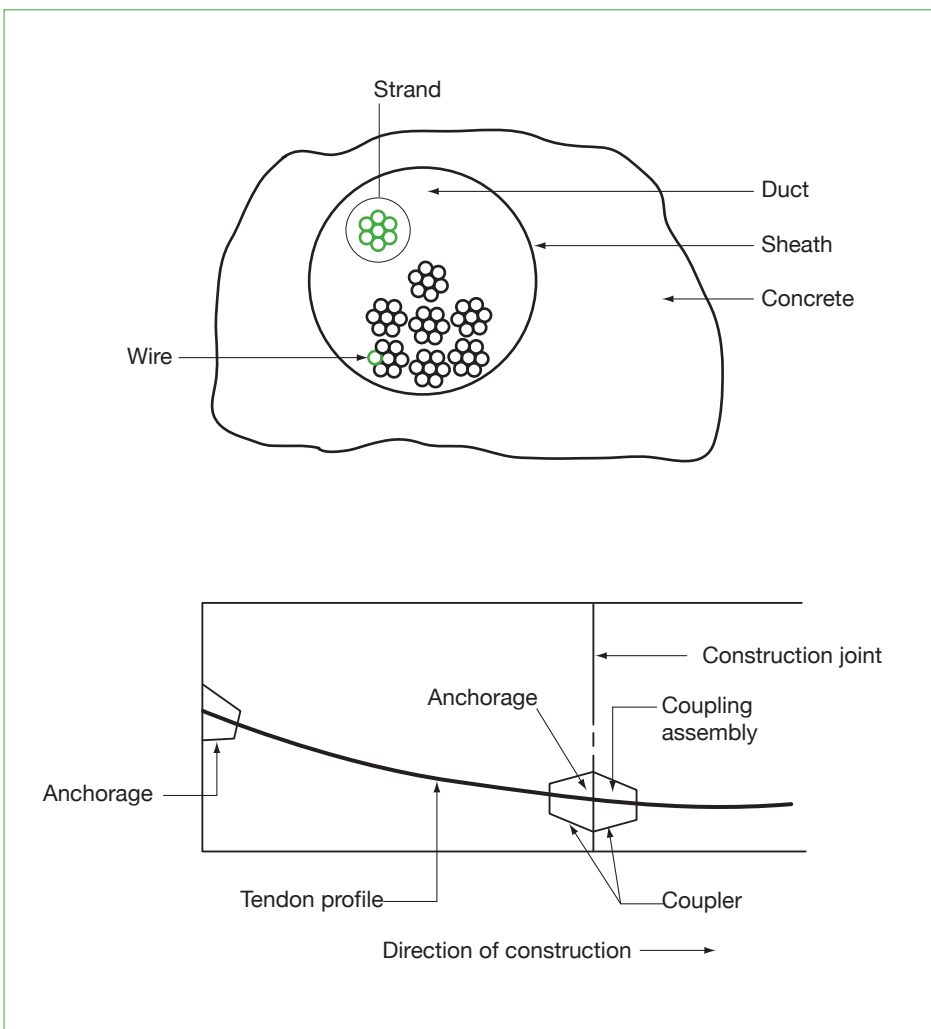 Strand
Duct
Sheath
Concrete
Wire
Construction joint
Anchorage
Coupling
assembly
Anchorage
Tendon profile
Coupler
Direction of construction